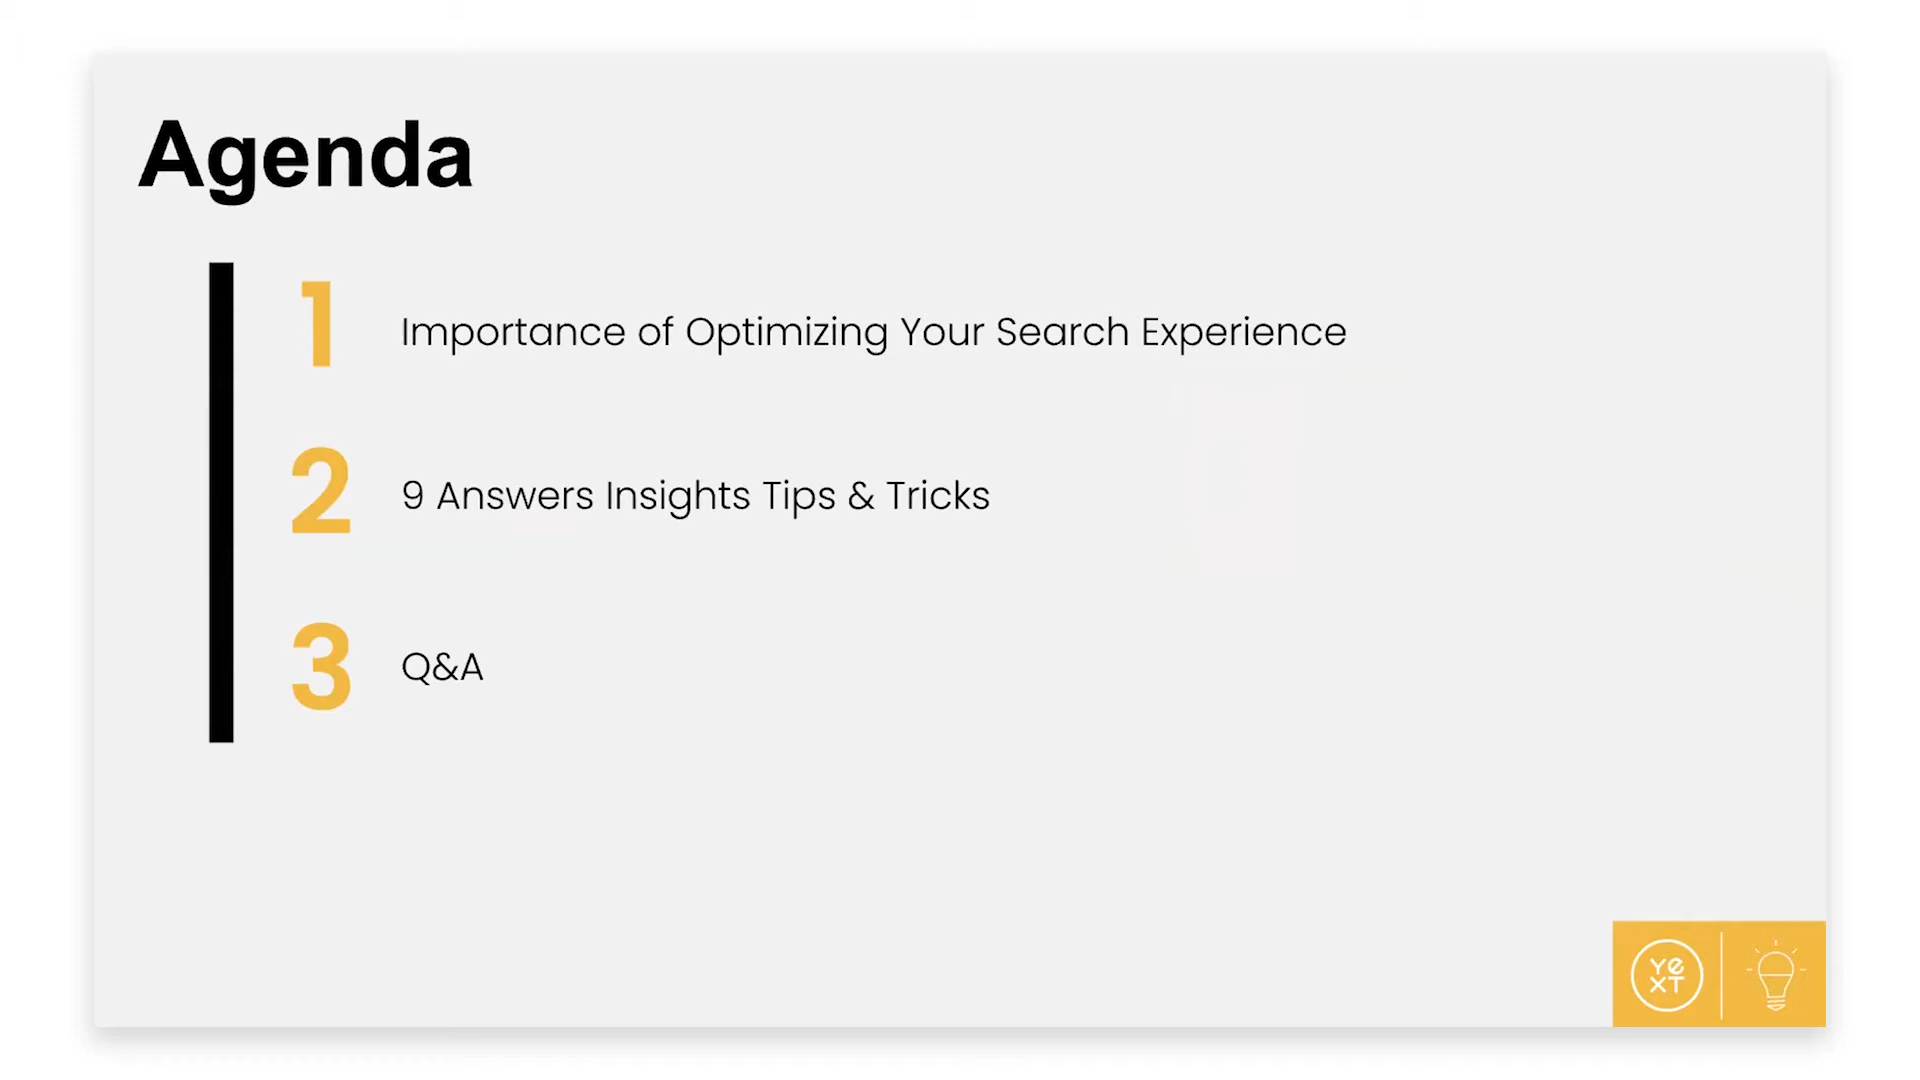 Agenda
1 Importance of Optimizing Your Search Experience
2 9 Answers Insights Tips & Tricks
3 Q&A
Ye
XT